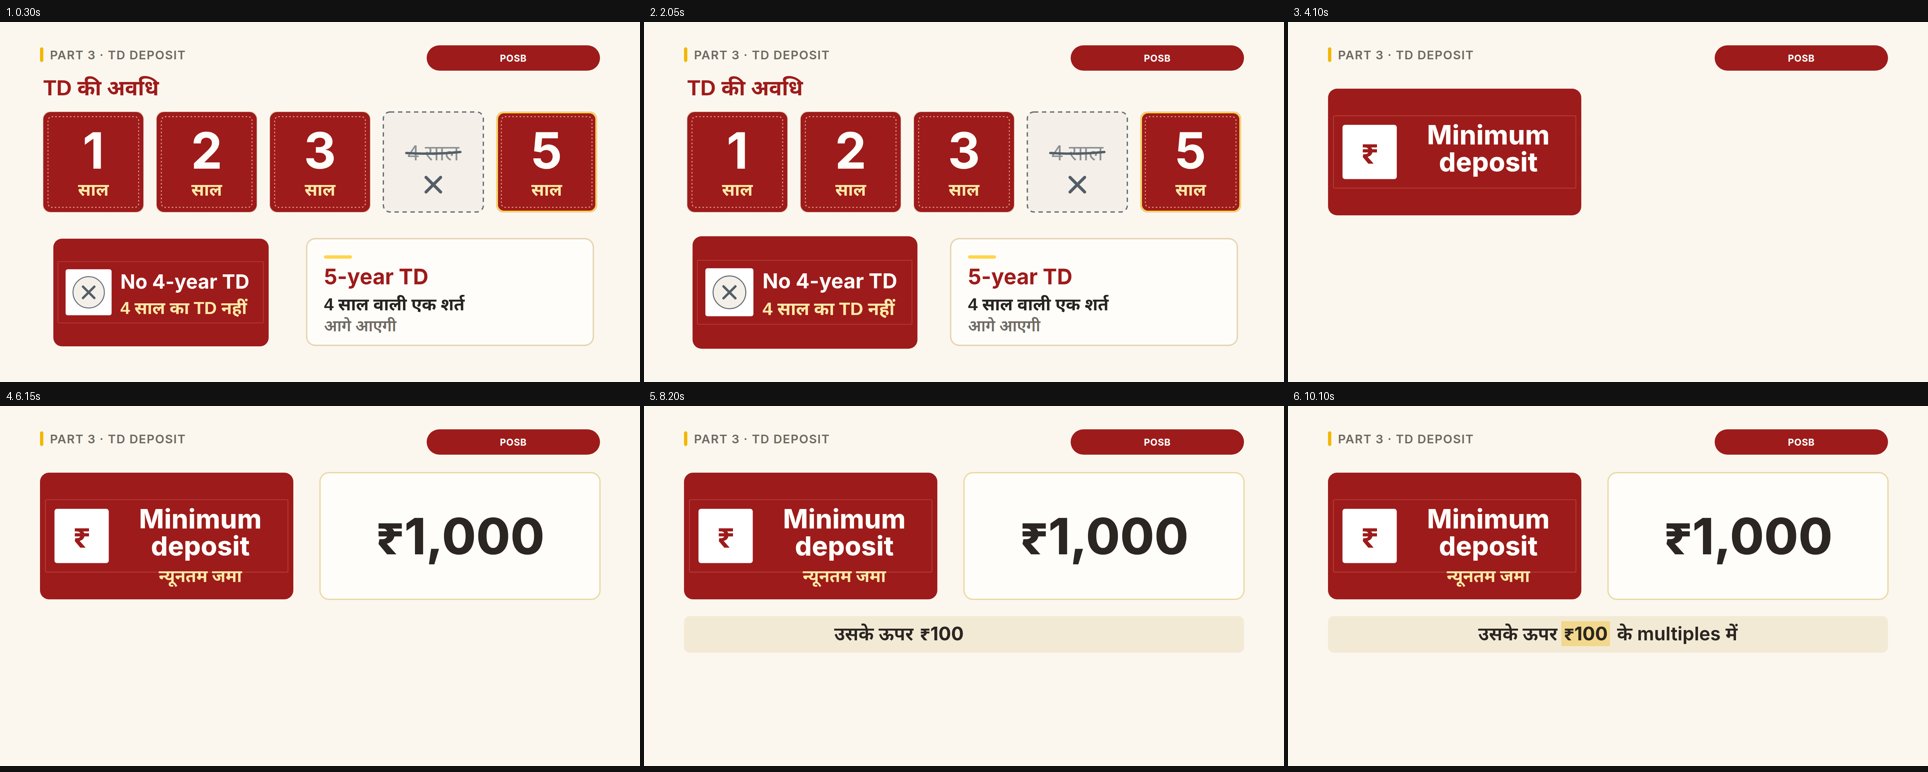 1. 0.30s
PART 3 · TD DEPOSIT
POSB
TD की अवधि
1 साल
2 साल
3 साल
4 साल
5 साल
No 4-year TD
4 साल का TD नहीं
5-year TD
4 साल वाली एक शर्त
आगे आएगी
2. 2.05s
PART 3 · TD DEPOSIT
POSB
TD की अवधि
1 साल
2 साल
3 साल
4 साल
5 साल
No 4-year TD
4 साल का TD नहीं
5-year TD
4 साल वाली एक शर्त
आगे आएगी
3. 4.10s
PART 3 · TD DEPOSIT
POSB
₹
Minimum
deposit
4. 6.15s
PART 3 · TD DEPOSIT
POSB
₹
Minimum
deposit
न्यूनतम जमा
₹1,000
5. 8.20s
PART 3 · TD DEPOSIT
POSB
₹
Minimum
deposit
न्यूनतम जमा
₹1,000
उसके ऊपर ₹100
6. 10.10s
PART 3 · TD DEPOSIT
POSB
₹
Minimum
deposit
न्यूनतम जमा
₹1,000
उसके ऊपर ₹100 के multiples में